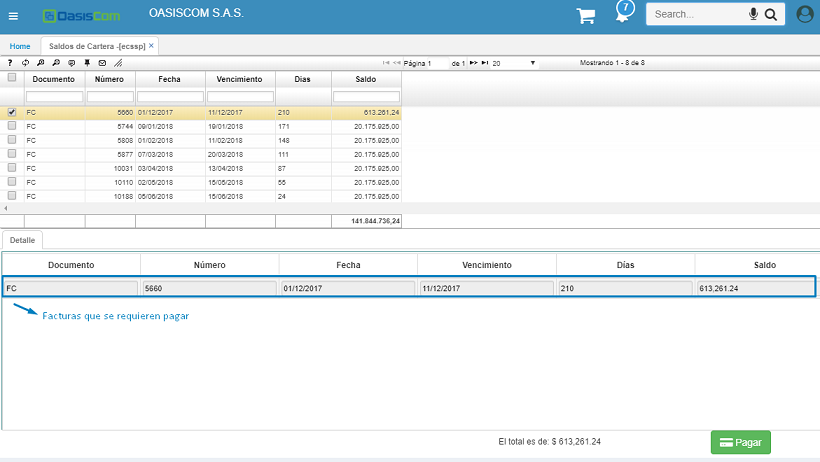 OasisCom
OASISCOM S.A.S.
7
Search...
Home
Saldos de Cartera -[ecssp] ×
Página 1 de 1 20 Mostrando 1 - 8 de 8
Documento Número Fecha Vencimiento Días Saldo
FC 5660 01/12/2017 11/12/2017 210 613.261,24
FC 5744 09/01/2018 19/01/2018 171 20.175.925,00
FC 5808 01/02/2018 11/02/2018 148 20.175.925,00
FC 5877 07/03/2018 20/03/2018 111 20.175.925,00
FC 10031 03/04/2018 13/04/2018 87 20.175.925,00
FC 10110 02/05/2018 15/05/2018 55 20.175.925,00
FC 10188 05/06/2018 15/06/2018 24 20.175.925,00
141.844.736,24
Detalle
Documento Número Fecha Vencimiento Días Saldo
FC 5660 01/12/2017 11/12/2017 210 613,261.24
Facturas que se requieren pagar
El total es de: $ 613,261.24
Pagar